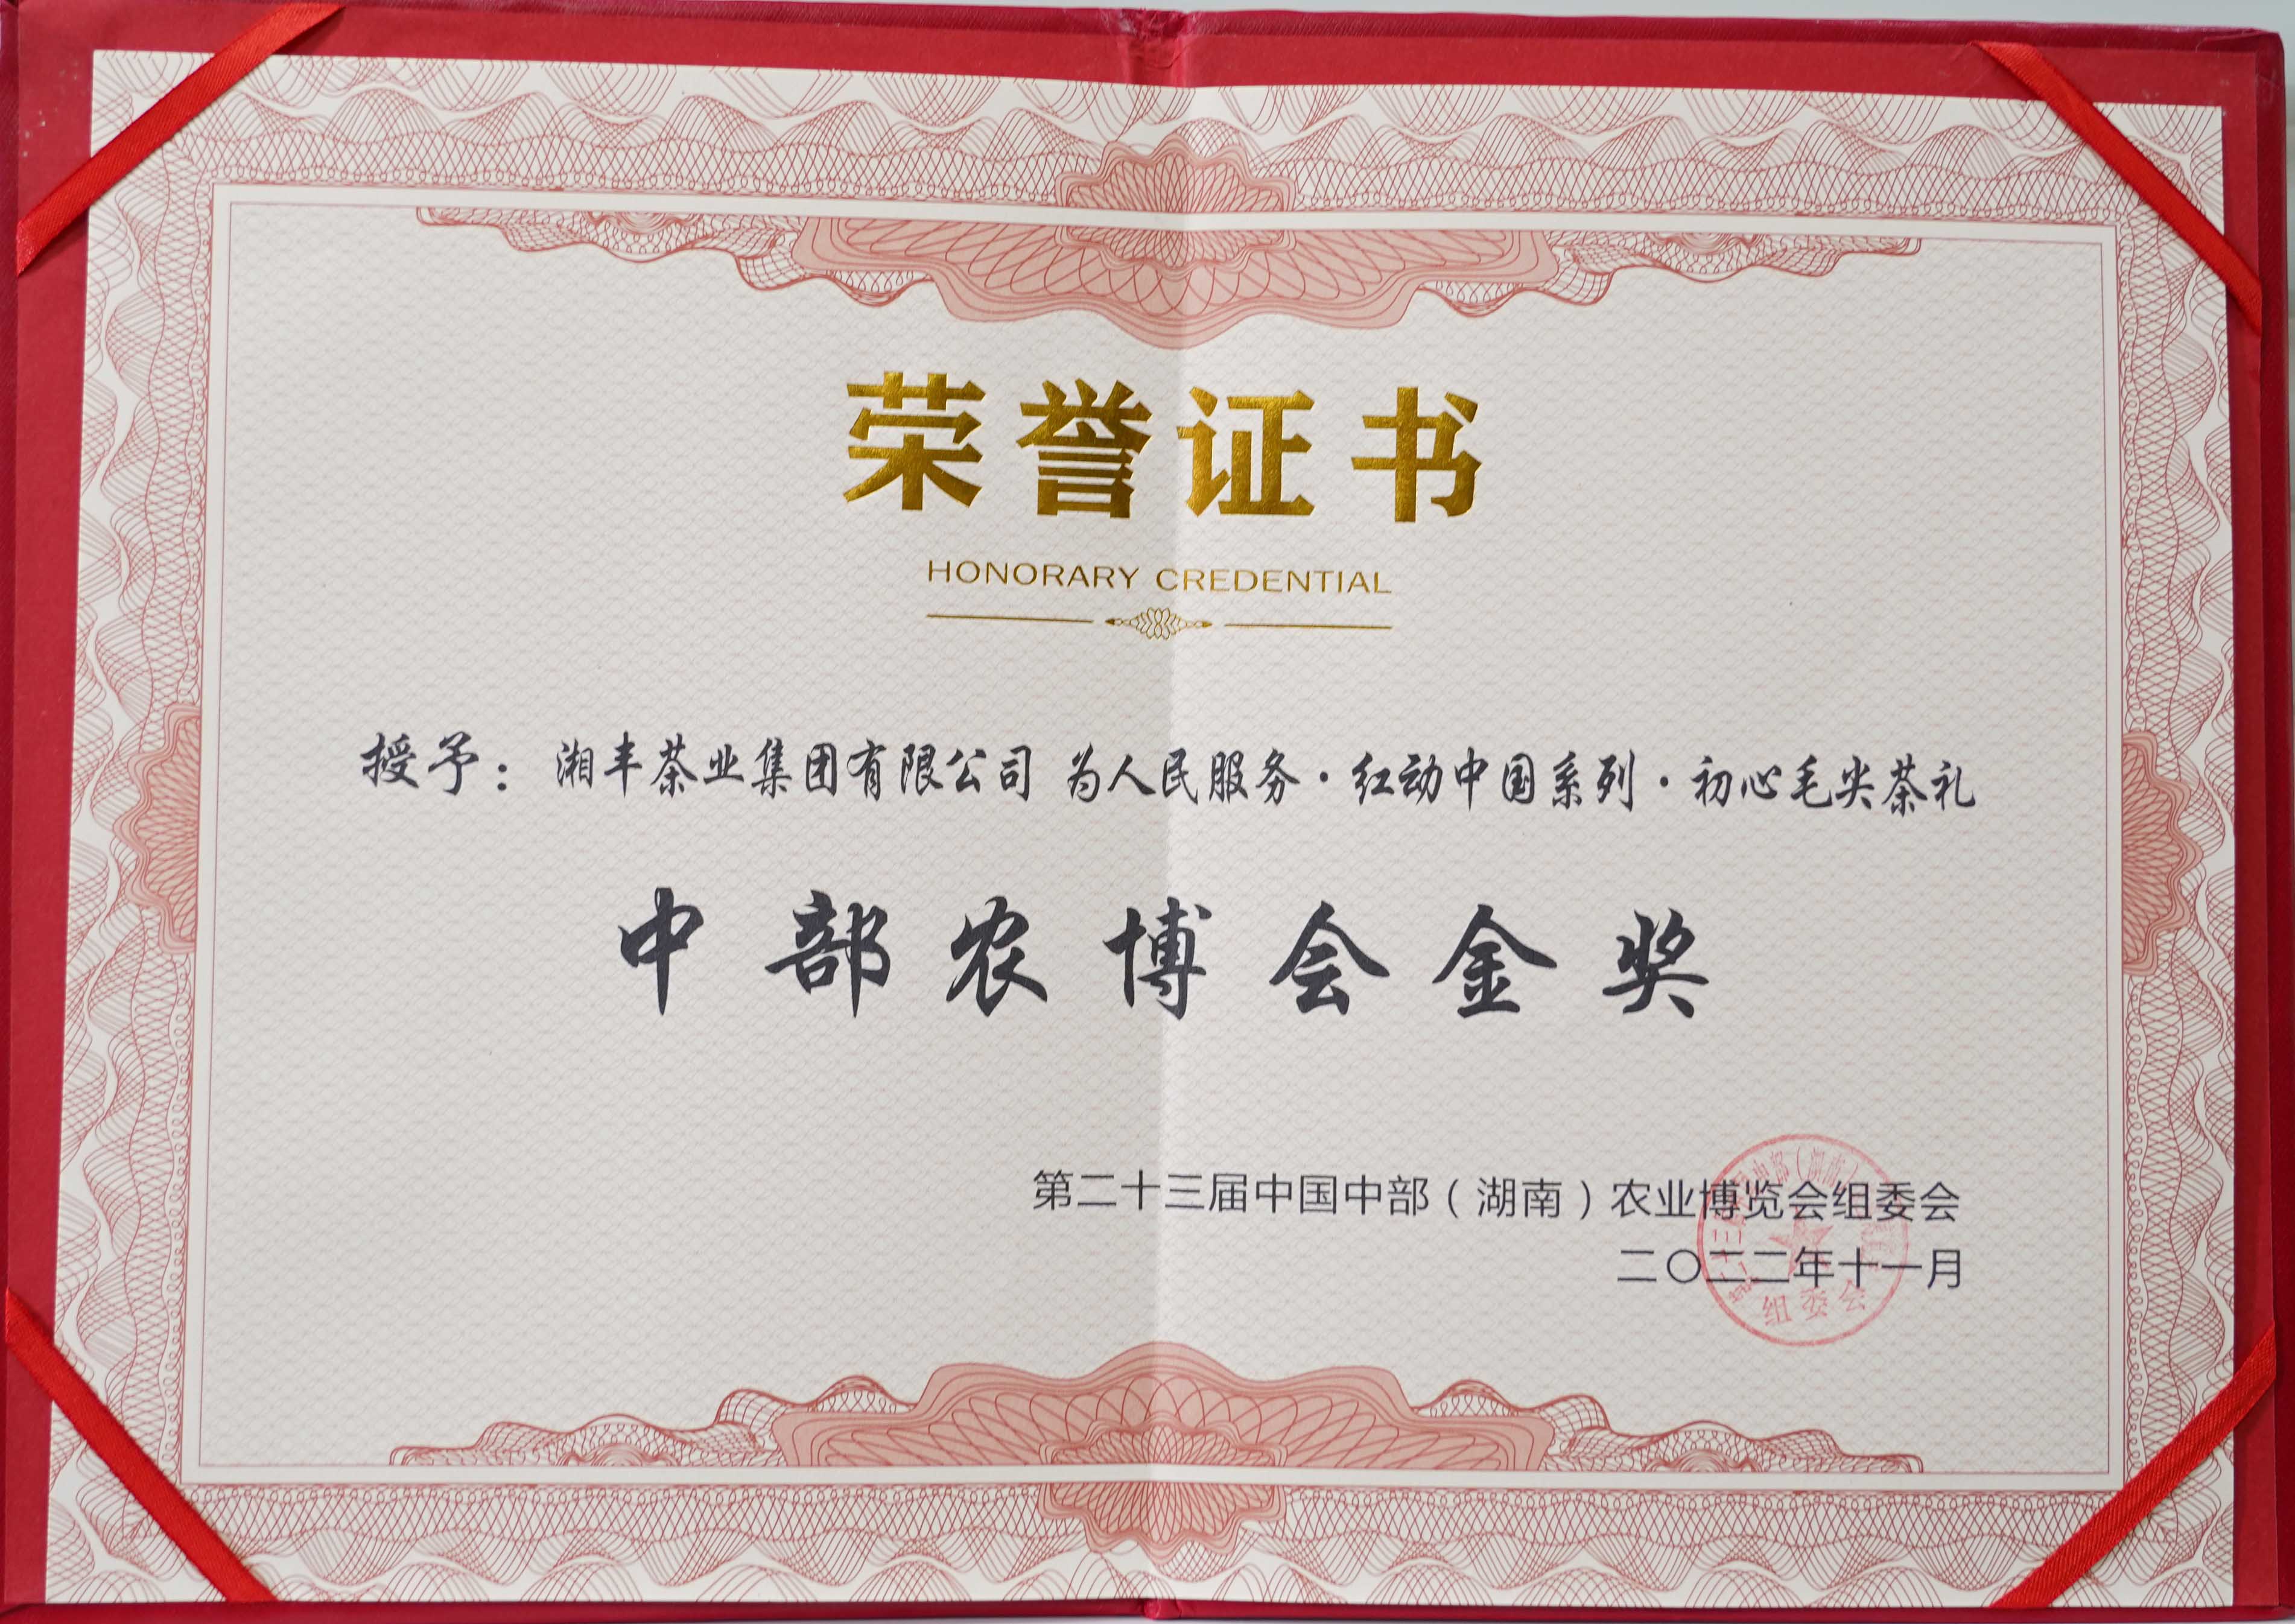 荣誉证书
HONORARY CREDENTIAL
授予：湘丰茶业集团有限公司 为人民服务·红动中国系列·初心毛尖茶礼
中部农博会金奖
第二十三届中国中部（湖南）农业博览会组委会
二〇二二年十一月
组委会